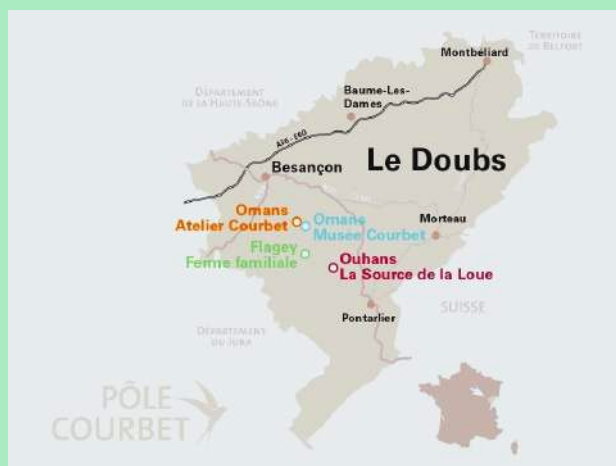 TERRITOIRE
DE BELFORT
Montbéliard
DÉPARTEMENT
DE LA HAUTE-SAÔNE
Baume-Les-
Dames
A36 - E60
Besançon
Le Doubs
Ornans
Atelier Courbet
Ornans
Musée Courbet
Morteau
Flagey
Ferme familiale
Ouhans
La Source de la Loue
SUISSE
Pontarlier
DÉPARTEMENT
DU JURA
PÔLE
COURBET